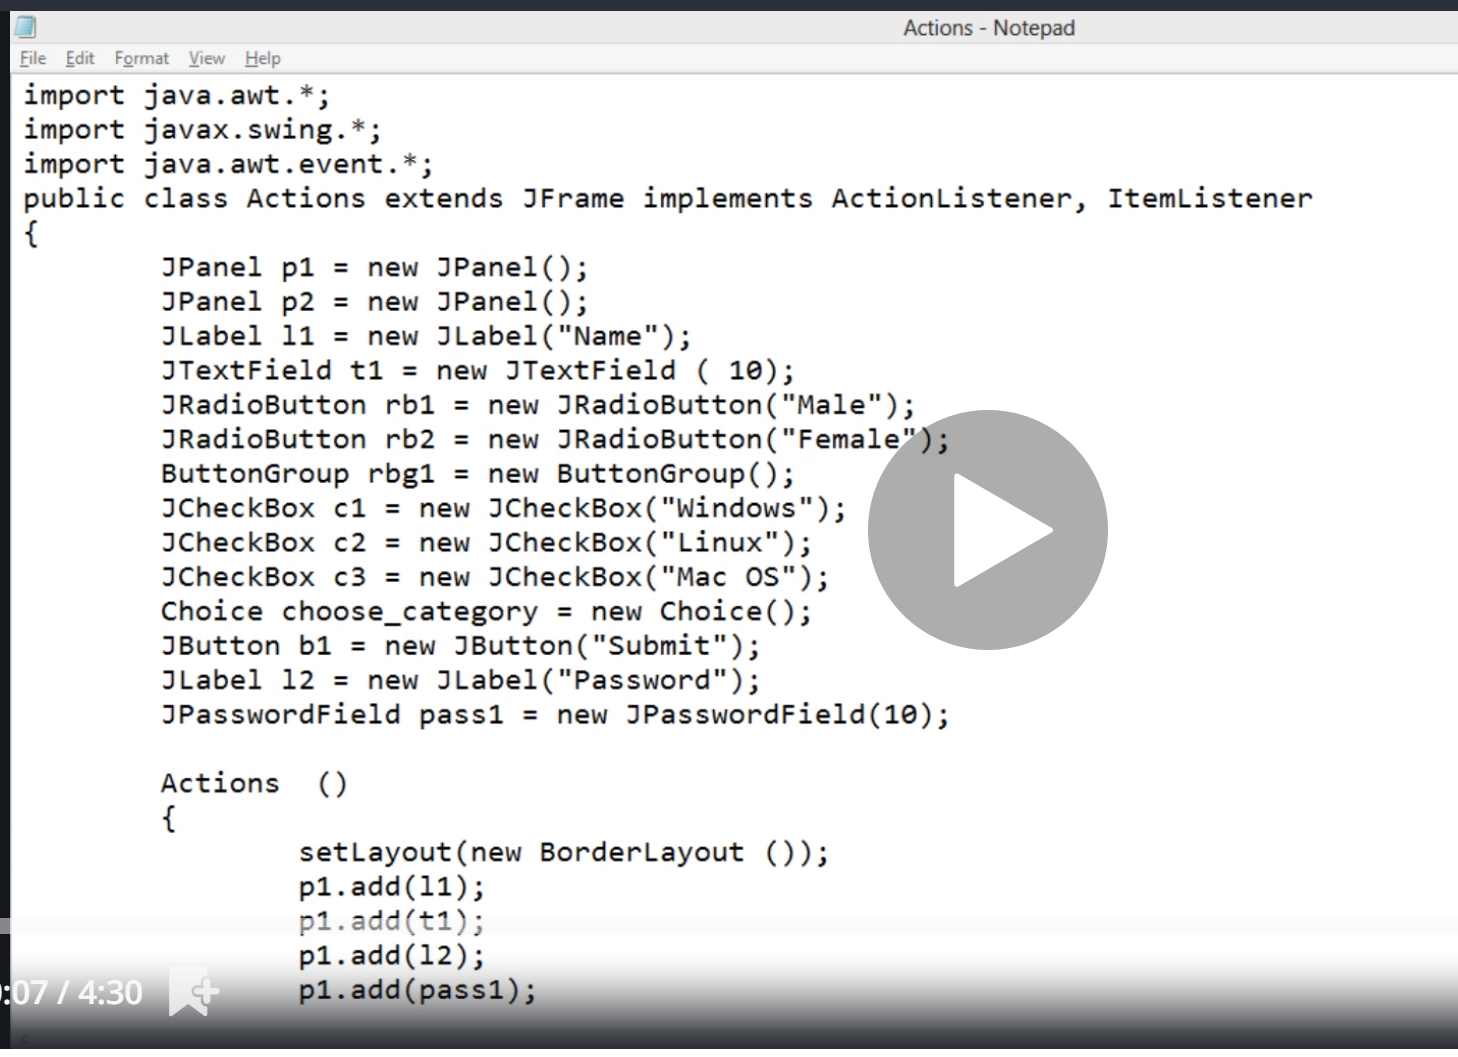 Actions - Notepad
File Edit Format View Help
import java.awt.*;
import javax.swing.*;
import java.awt.event.*;
public class Actions extends JFrame implements ActionListener, ItemListener
{
JPanel p1 = new JPanel();
JPanel p2 = new JPanel();
JLabel l1 = new JLabel("Name");
JTextField t1 = new JTextField ( 10);
JRadioButton rb1 = new JRadioButton("Male");
JRadioButton rb2 = new JRadioButton("Female");
ButtonGroup rbg1 = new ButtonGroup();
JCheckBox c1 = new JCheckBox("Windows");
JCheckBox c2 = new JCheckBox("Linux");
JCheckBox c3 = new JCheckBox("Mac OS");
Choice choose_category = new Choice();
JButton b1 = new JButton("Submit");
JLabel l2 = new JLabel("Password");
JPasswordField pass1 = new JPasswordField(10);
Actions  ()
{
setLayout(new BorderLayout ());
p1.add(l1);
p1.add(t1);
p1.add(l2);
p1.add(pass1);
:07 / 4:30